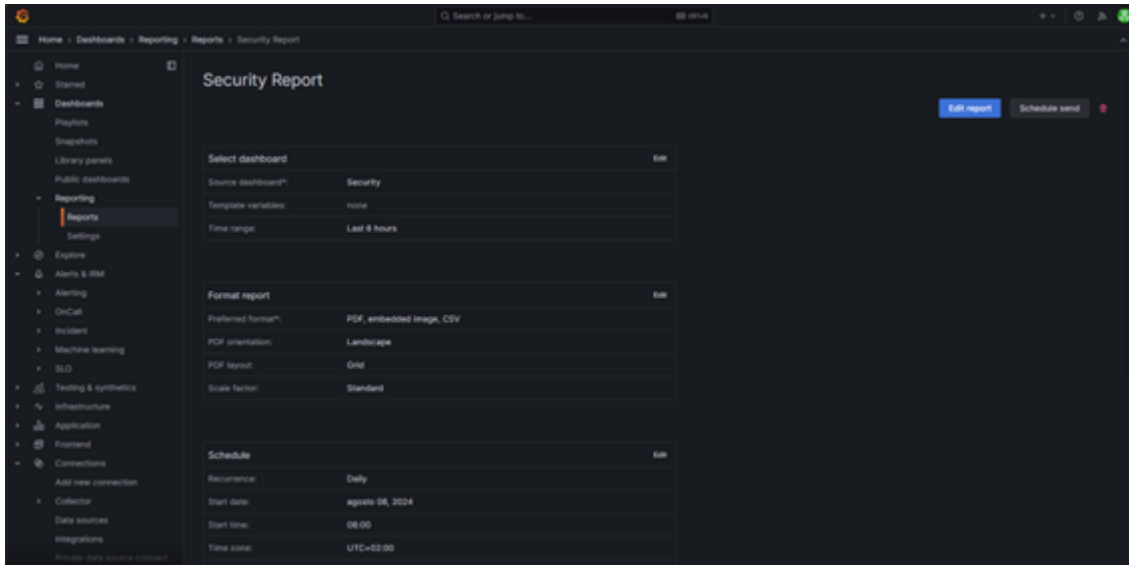 Search or jump to...
ctrl+k
Home › Dashboards › Reporting › Reports › Security Report
Home
Starred
Dashboards
Playlists
Snapshots
Library panels
Public dashboards
Reporting
Reports
Settings
Explore
Alerts & IRM
Alerting
OnCall
Incident
Machine learning
SLO
Testing & synthetics
Infrastructure
Application
Frontend
Connections
Add new connection
Collector
Data sources
Integrations
Private data source connect
Security Report
Edit report
Schedule send
Select dashboard
Edit
Source dashboard*: Security
Template variables: none
Time range: Last 6 hours
Format report
Edit
Preferred format*: PDF, embedded image, CSV
PDF orientation: Landscape
PDF layout: Grid
Scale factor: Standard
Schedule
Edit
Recurrence: Daily
Start date: agosto 08, 2024
Start time: 08:00
Time zone: UTC+02:00